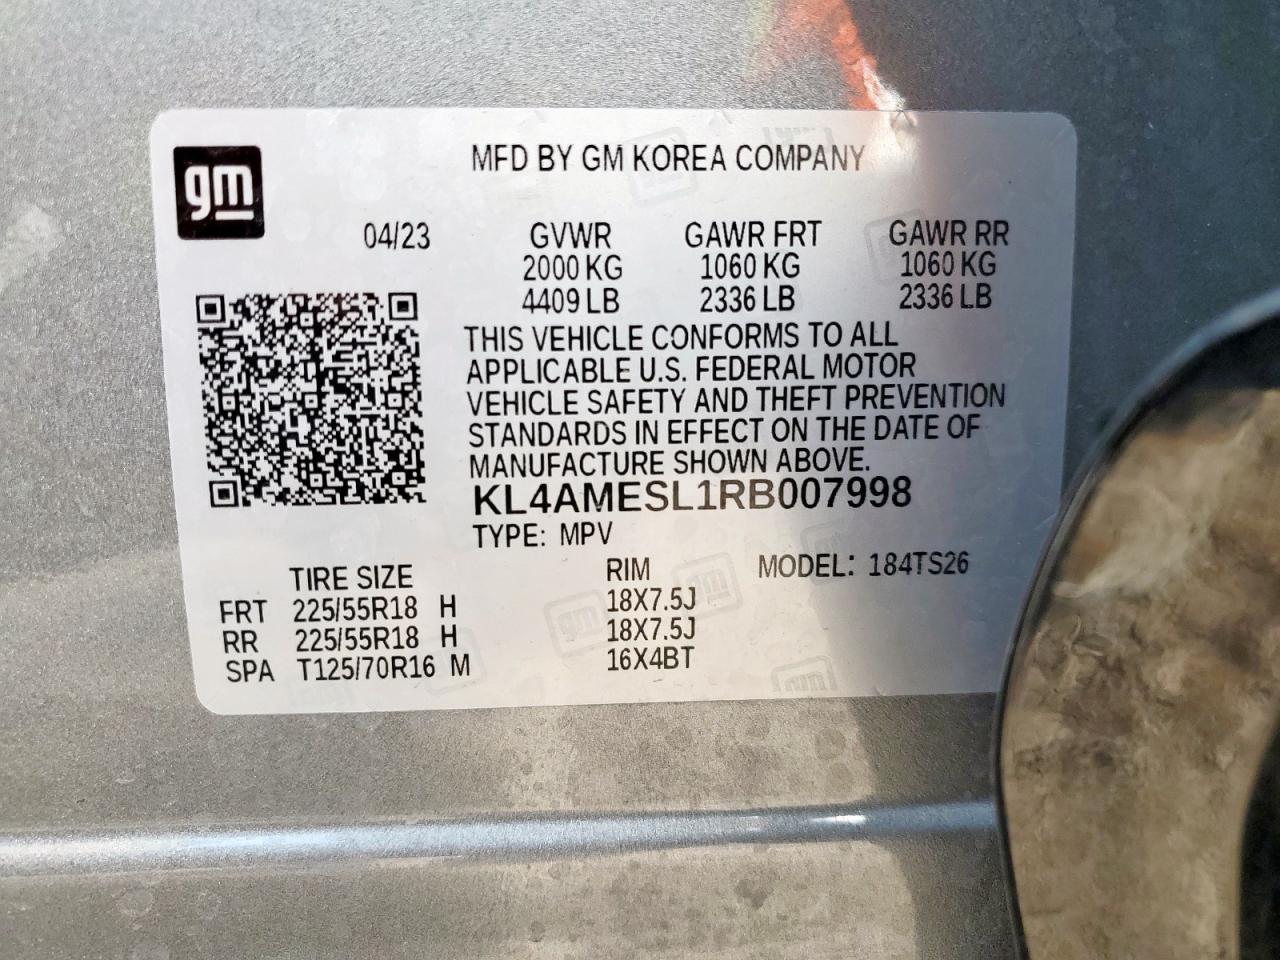 gm
MFD BY GM KOREA COMPANY
04/23 GVWR GAWR FRT GAWR RR
2000 KG 1060 KG 1060 KG
4409 LB 2336 LB 2336 LB
THIS VEHICLE CONFORMS TO ALL
APPLICABLE U.S. FEDERAL MOTOR
VEHICLE SAFETY AND THEFT PREVENTION
STANDARDS IN EFFECT ON THE DATE OF
MANUFACTURE SHOWN ABOVE.
KL4AMESL1RB007998
TYPE: MPV
TIRE SIZE RIM MODEL: 184TS26
FRT 225/55R18 H 18X7.5J
RR 225/55R18 H 18X7.5J
SPA T125/70R16 M 16X4BT